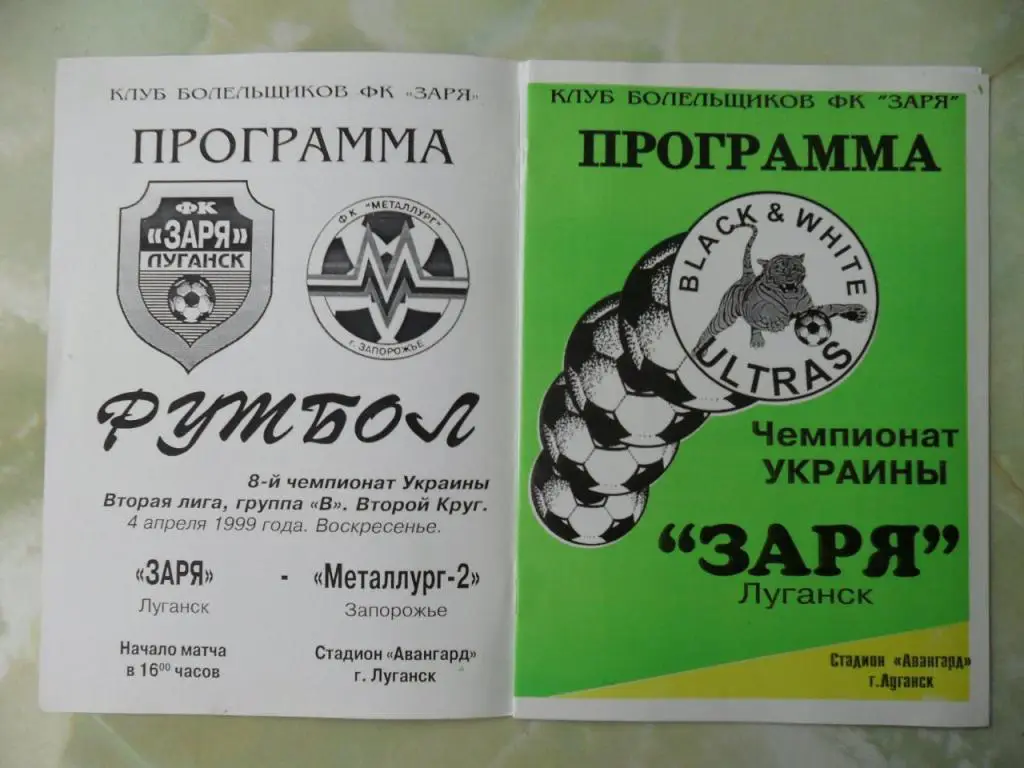 КЛУБ БОЛЕЛЬЩИКОВ ФК «ЗАРЯ»
ПРОГРАММА
ФК
«ЗАРЯ»
ЛУГАНСК
ФК "МЕТАЛЛУРГ"
г. ЗАПОРОЖЬЕ
ФУТБОЛ
8-й чемпионат Украины
Вторая лига, группа «В». Второй Круг.
4 апреля 1999 года. Воскресенье.
«ЗАРЯ» - «Металлург-2»
Луганск Запорожье
Начало матча
в 16⁰⁰ часов
Стадион «Авангард»
г. Луганск
КЛУБ БОЛЕЛЬЩИКОВ ФК "ЗАРЯ"
ПРОГРАММА
BLACK & WHITE
ULTRAS
Чемпионат
УКРАИНЫ
“ЗАРЯ”
Луганск
Стадион «Авангард»
г.Луганск